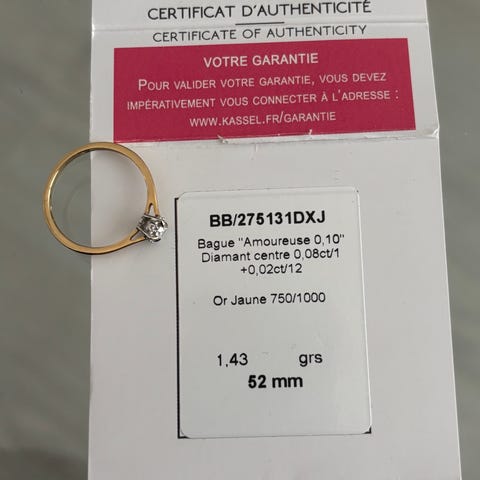 CERTIFICAT D'AUTHENTICITÉ
CERTIFICATE OF AUTHENTICITY
VOTRE GARANTIE
POUR VALIDER VOTRE GARANTIE, VOUS DEVEZ
IMPÉRATIVEMENT VOUS CONNECTER À L'ADRESSE :
WWW.KASSEL.FR/GARANTIE
BB/275131DXJ
Bague "Amoureuse 0,10"
Diamant centre 0,08ct/1
+0,02ct/12
Or Jaune 750/1000
1,43 grs
52 mm